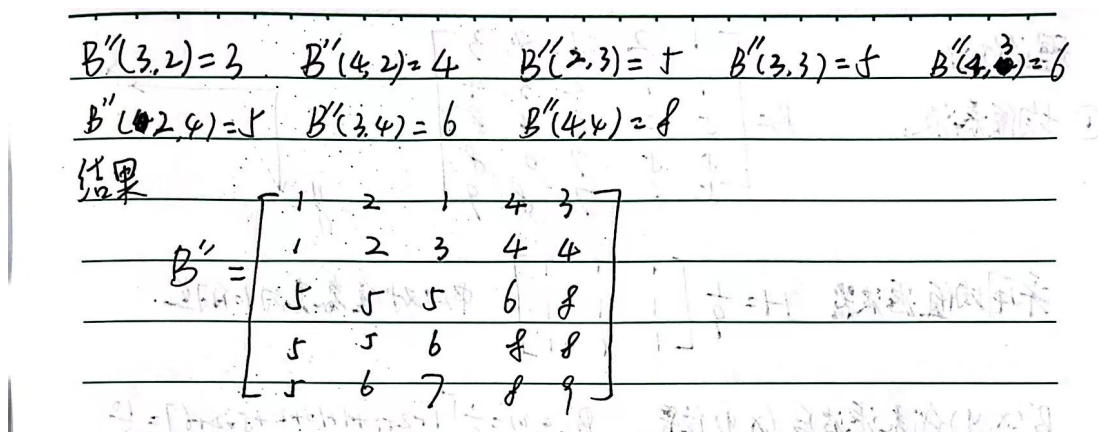 B''(3,2)=3 B''(4,2)=4 B''(2,3)=5 B''(3,3)=5 B''(4,3)=6
B''(2,4)=5 B''(3,4)=6 B''(4,4)=8
结果
1 2 1 4 3
1 2 3 4 4
B''=
5 5 5 6 8
5 5 6 8 8
5 6 7 8 9